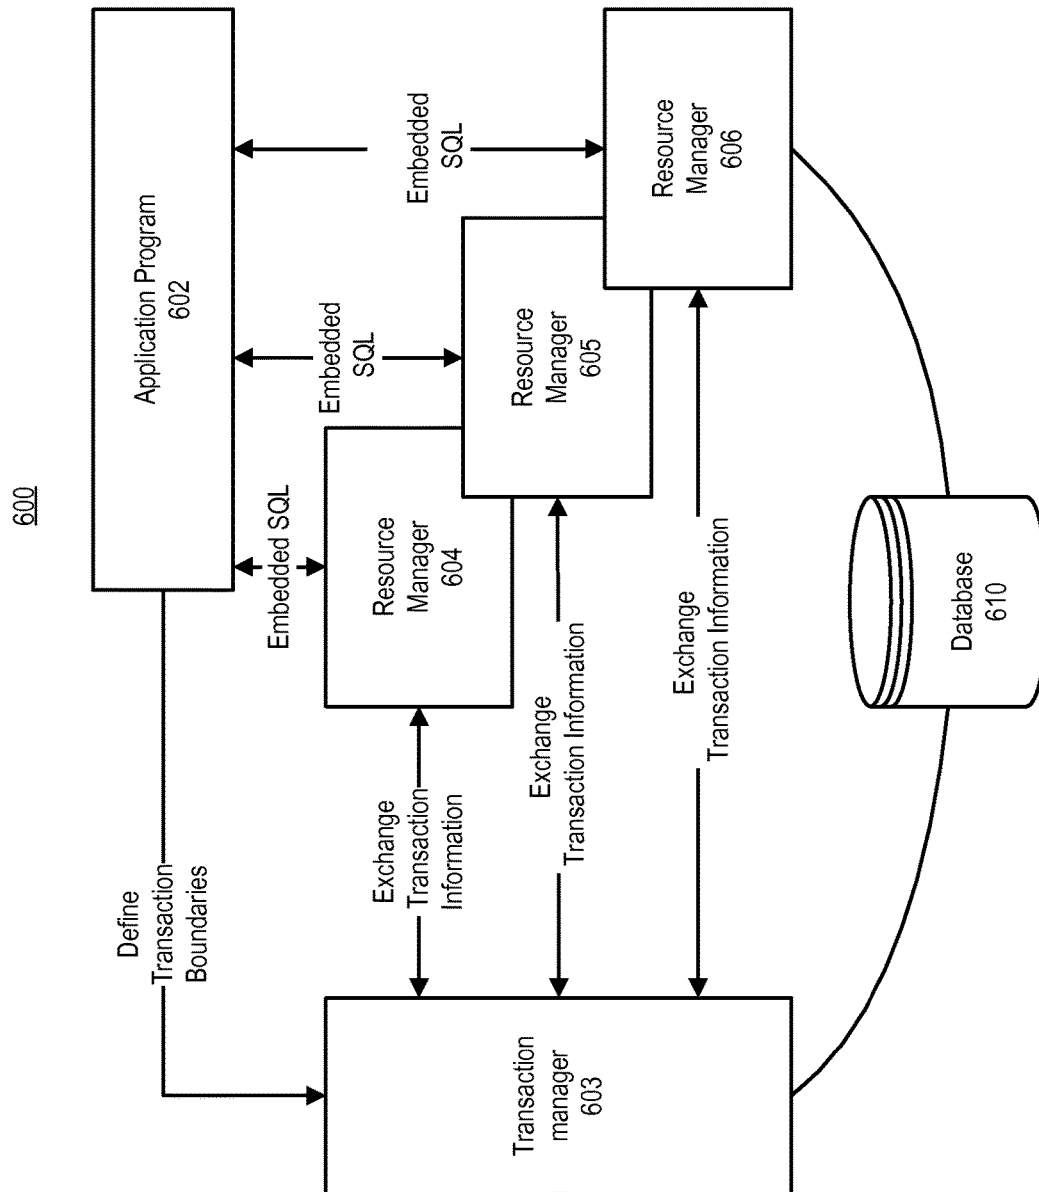 600
Application Program
602
Define
Transaction
Boundaries
Embedded SQL
Embedded
SQL
Embedded
SQL
Resource
Manager
604
Resource
Manager
605
Resource
Manager
606
Exchange
Transaction
Information
Exchange
Transaction Information
Exchange
Transaction Information
Transaction
manager
603
Database
610